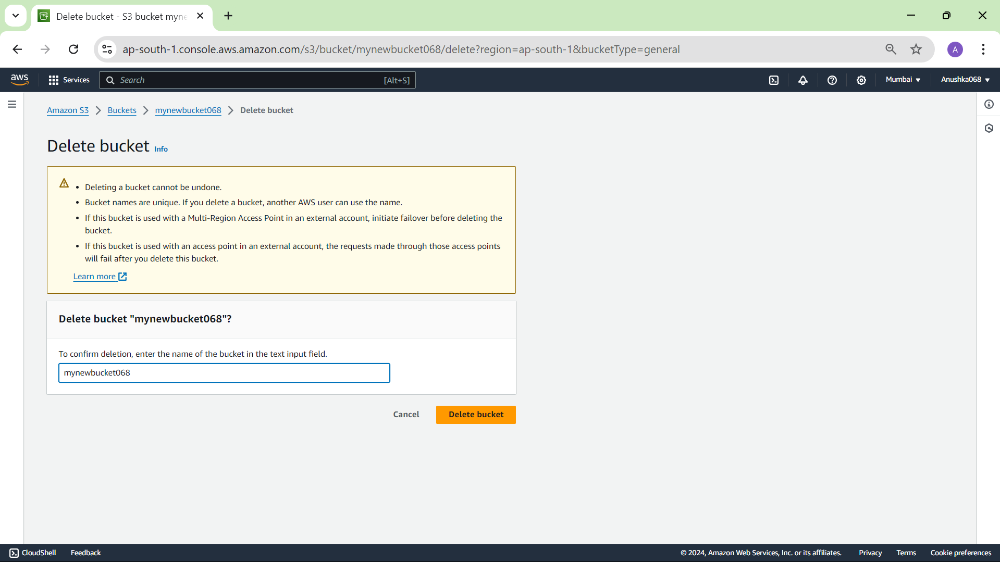 Delete bucket - S3 bucket myne
ap-south-1.console.aws.amazon.com/s3/bucket/mynewbucket068/delete?region=ap-south-1&bucketType=general
A
aws
Services
Search
[Alt+S]
Mumbai
Anushka068
Amazon S3
Buckets
mynewbucket068
Delete bucket
Delete bucket Info
• Deleting a bucket cannot be undone.
• Bucket names are unique. If you delete a bucket, another AWS user can use the name.
• If this bucket is used with a Multi-Region Access Point in an external account, initiate failover before deleting the
bucket.
• If this bucket is used with an access point in an external account, the requests made through those access points
will fail after you delete this bucket.
Learn more
Delete bucket "mynewbucket068"?
To confirm deletion, enter the name of the bucket in the text input field.
mynewbucket068
Cancel
Delete bucket
CloudShell
Feedback
© 2024, Amazon Web Services, Inc. or its affiliates.
Privacy
Terms
Cookie preferences